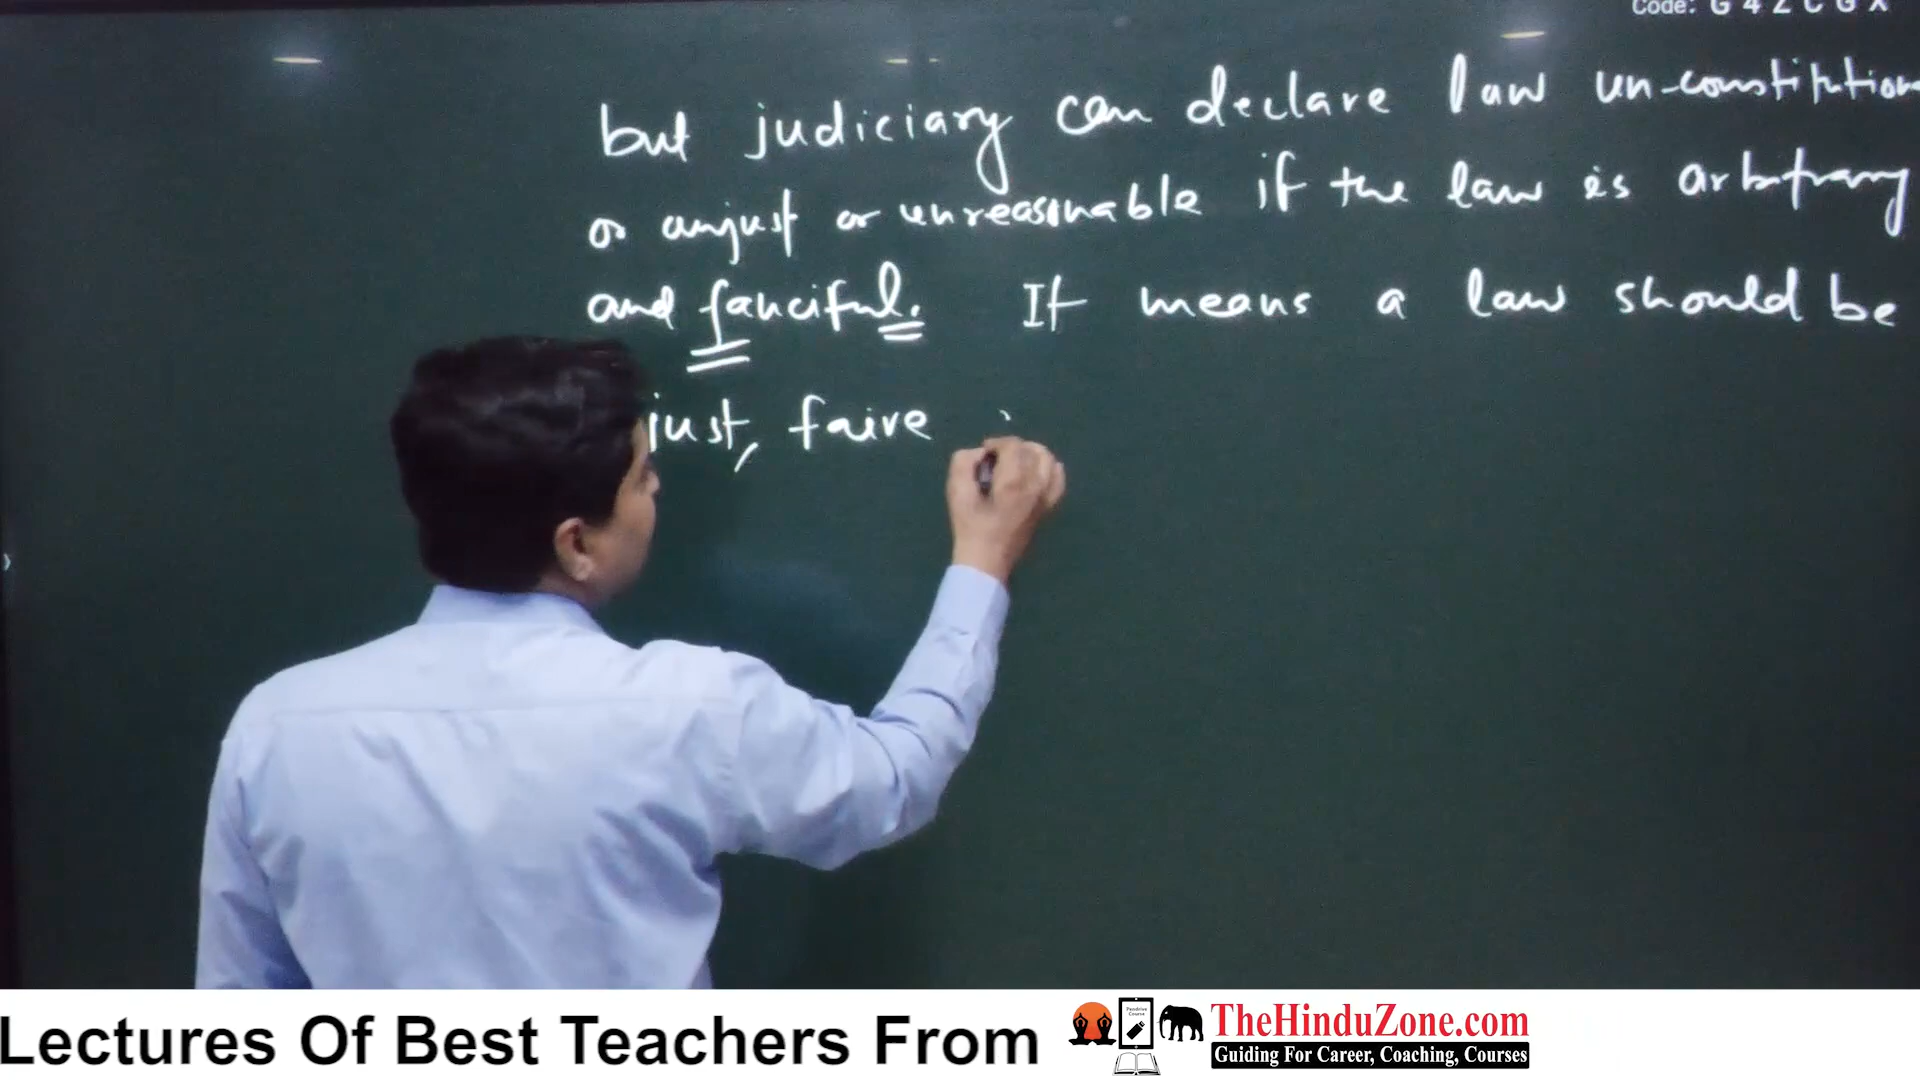 Code: G 4 Z C G X
but judiciary can declare law un-constitution
or unjust or unreasonable if the law is arbitrary
and fanciful. It means a law should be
just, faire
Lectures Of Best Teachers From
Pendrive Course
TheHinduZone.com
Guiding For Career, Coaching, Courses